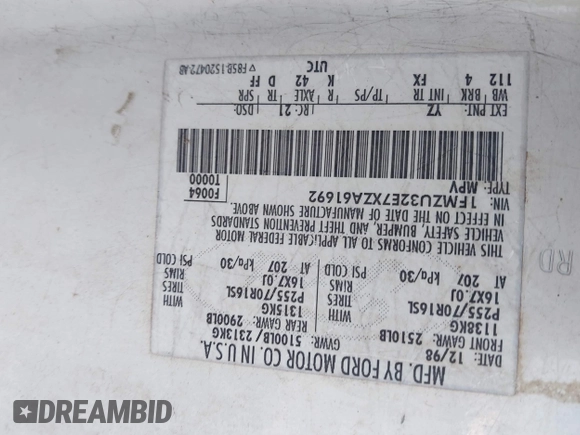 MFD. BY FORD MOTOR CO. IN U.S.A.
DATE: 12/98
GVWR: 5100LB/ 2313KG
FRONT GAWR: 2510LB
REAR GAWR: 2900LB
1138KG
1315KG
WITH
P255/70R16SL
TIRES
P255/70R16SL
WITH
TIRES
16X7.0J
RIMS
16X7.0J
RIMS
AT 207 kPa/30 PSI COLD
AT 207 kPa/30 PSI COLD
THIS VEHICLE CONFORMS TO ALL APPLICABLE FEDERAL MOTOR
VEHICLE SAFETY, BUMPER, AND THEFT PREVENTION STANDARDS
IN EFFECT ON THE DATE OF MANUFACTURE SHOWN ABOVE.
VIN: 1FMZU32E7XZA61692
TYPE: MPV
F0064
T0000
EXT PNT: YZ RC: 21 DSO:
WB BRK INT TR TP/PS R AXLE TR SPR
112 4 FX K 42 D FF
UTC
▽ F85B 1520472 AB
RD
DREAMBID